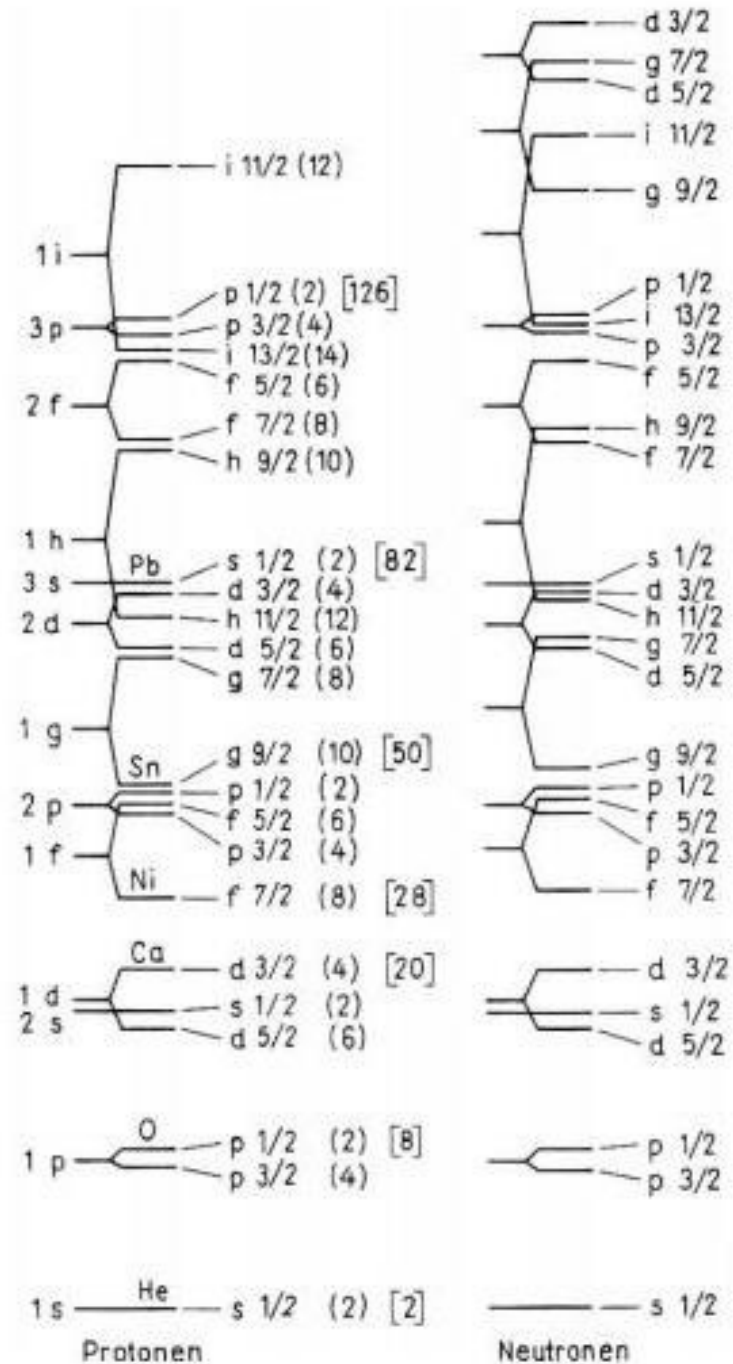 d 3/2
g 7/2
d 5/2
i 11/2
i 11/2 (12)
g 9/2
1 i
p 1/2 (2) [126]
p 1/2
3 p
p 3/2 (4)
i 13/2
i 13/2 (14)
p 3/2
f 5/2 (6)
f 5/2
2 f
f 7/2 (8)
h 9/2
h 9/2 (10)
f 7/2
1 h
Pb
s 1/2 (2) [82]
s 1/2
3 s
d 3/2 (4)
d 3/2
2 d
h 11/2 (12)
h 11/2
d 5/2 (6)
g 7/2
g 7/2 (8)
d 5/2
1 g
Sn
g 9/2 (10) [50]
g 9/2
2 p
p 1/2 (2)
p 1/2
f 5/2 (6)
f 5/2
1 f
p 3/2 (4)
p 3/2
Ni
f 7/2 (8) [28]
f 7/2
Ca
d 3/2 (4) [20]
d 3/2
1 d
s 1/2 (2)
s 1/2
2 s
d 5/2 (6)
d 5/2
O
p 1/2 (2) [8]
p 1/2
1 p
p 3/2 (4)
p 3/2
He
1 s
s 1/2 (2) [2]
s 1/2
Protonen
Neutronen